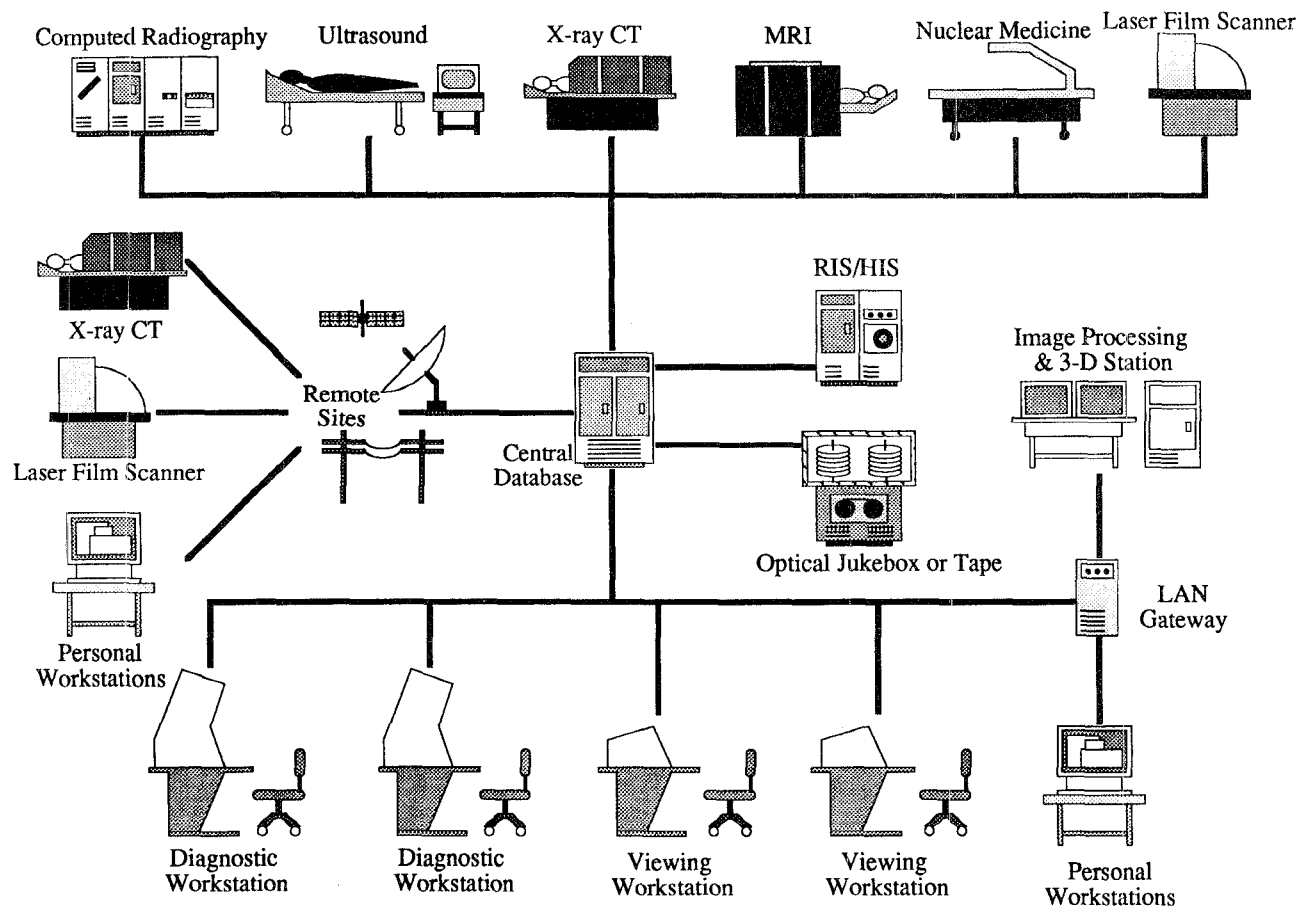 Computed Radiography
Ultrasound
X-ray CT
MRI
Nuclear Medicine
Laser Film Scanner
X-ray CT
RIS/HIS
Image Processing
& 3-D Station
Remote
Sites
Laser Film Scanner
Central
Database
Optical Jukebox or Tape
LAN
Gateway
Personal
Workstations
Diagnostic
Workstation
Diagnostic
Workstation
Viewing
Workstation
Viewing
Workstation
Personal
Workstations